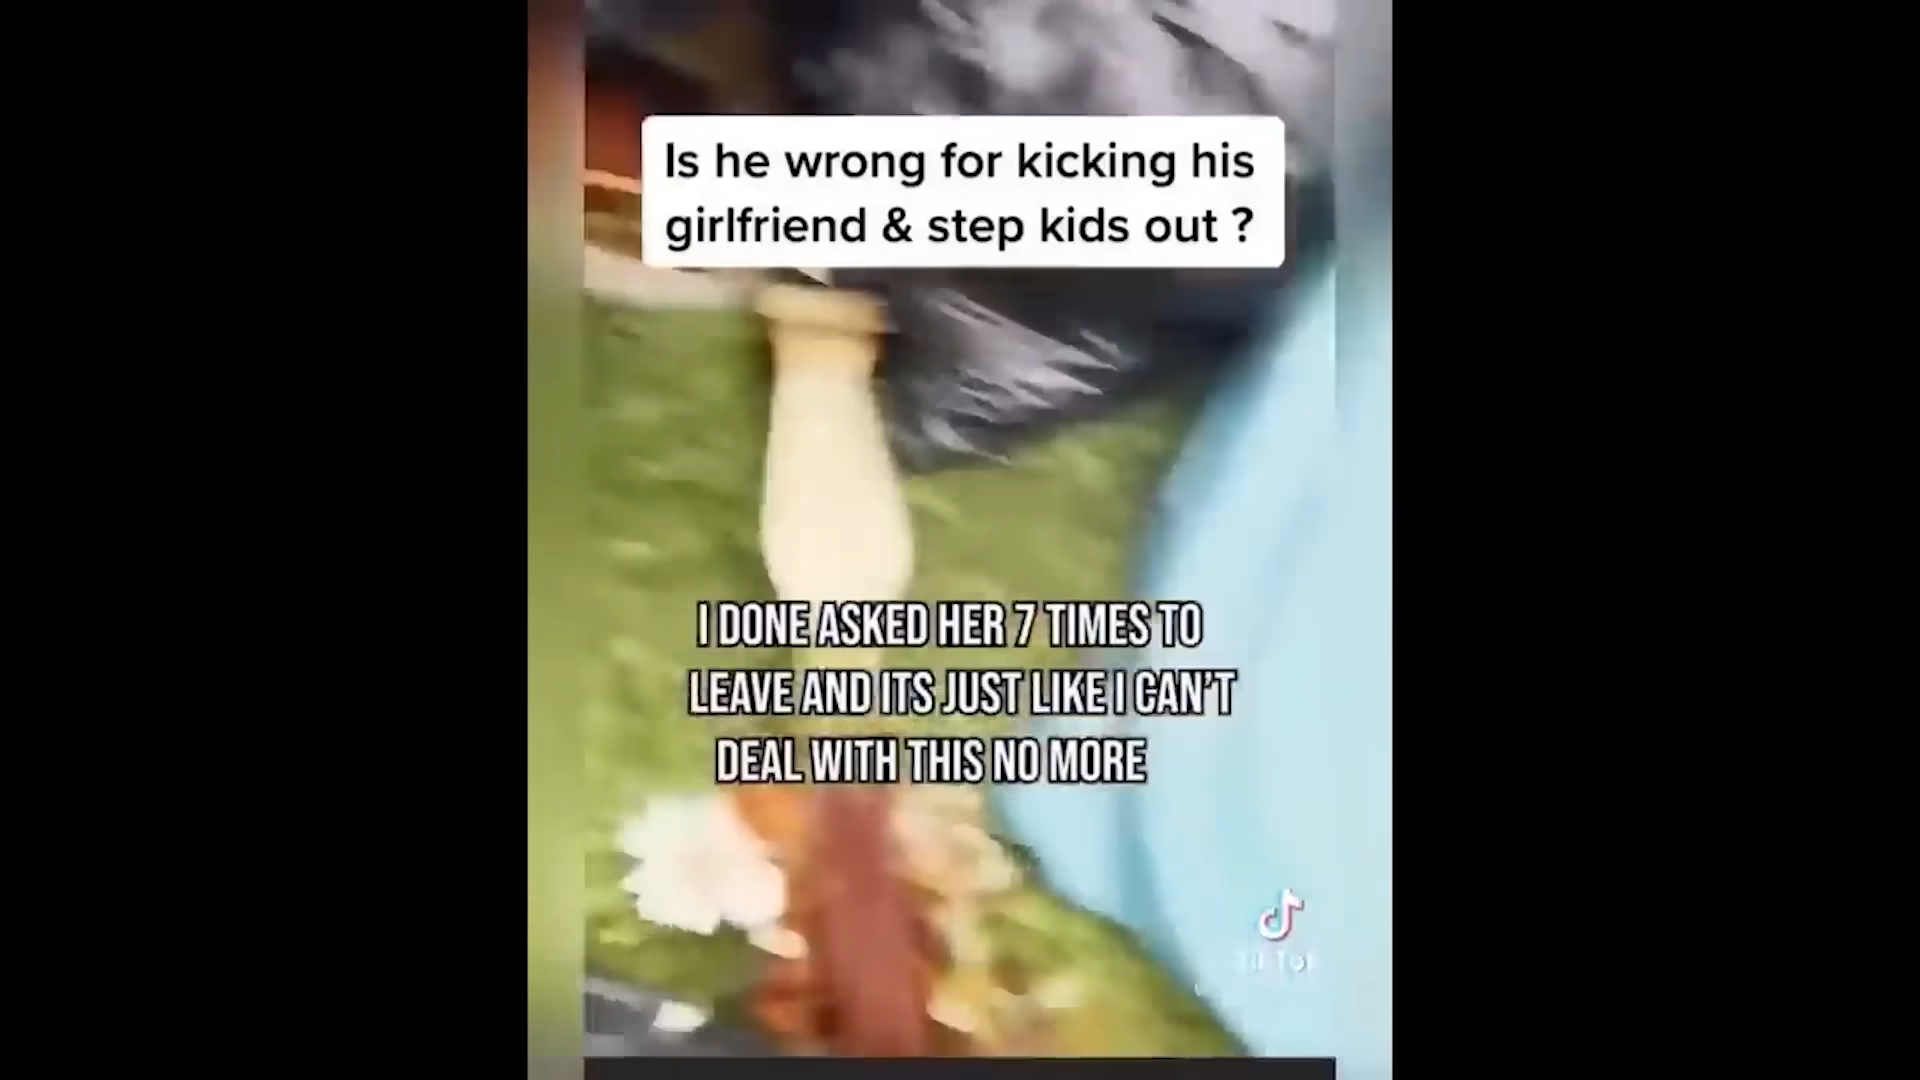 Is he wrong for kicking his
girlfriend & step kids out ?
I DONE ASKED HER 7 TIMES TO
LEAVE AND ITS JUST LIKE I CAN'T
DEAL WITH THIS NO MORE